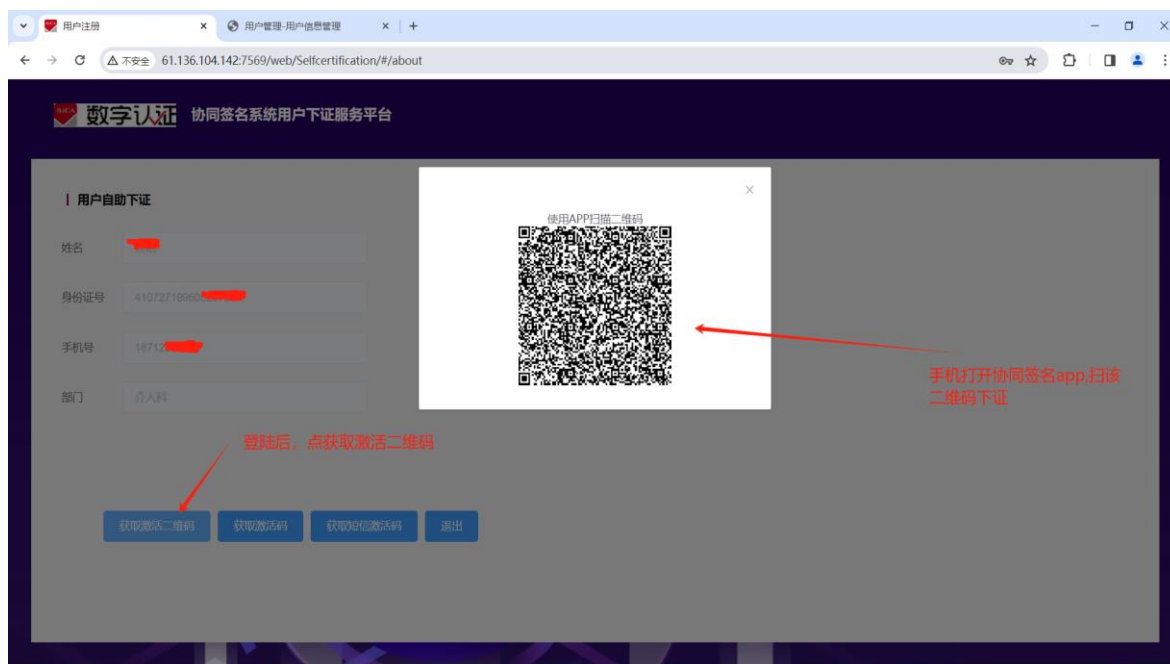 用户注册
用户管理-用户信息管理
不安全 61.136.104.142:7569/web/Selfcertification/#/about
BJCA 数字认证 协同签名系统用户下证服务平台
用户自助下证
使用APP扫描二维码
姓名
身份证号
手机号 18712
手机打开协同签名app,扫该
二维码下证
部门 介入科
登陆后，点获取激活二维码
获取激活二维码 获取激活码 获取短信激活码 退出